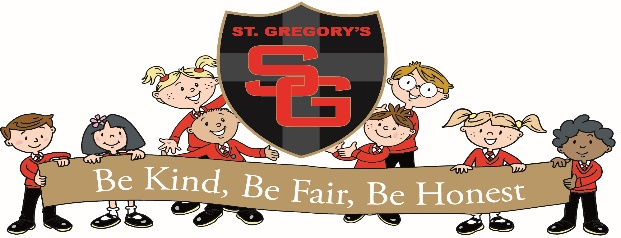 ST. GREGORY'S
SG
Be Kind, Be Fair, Be Honest